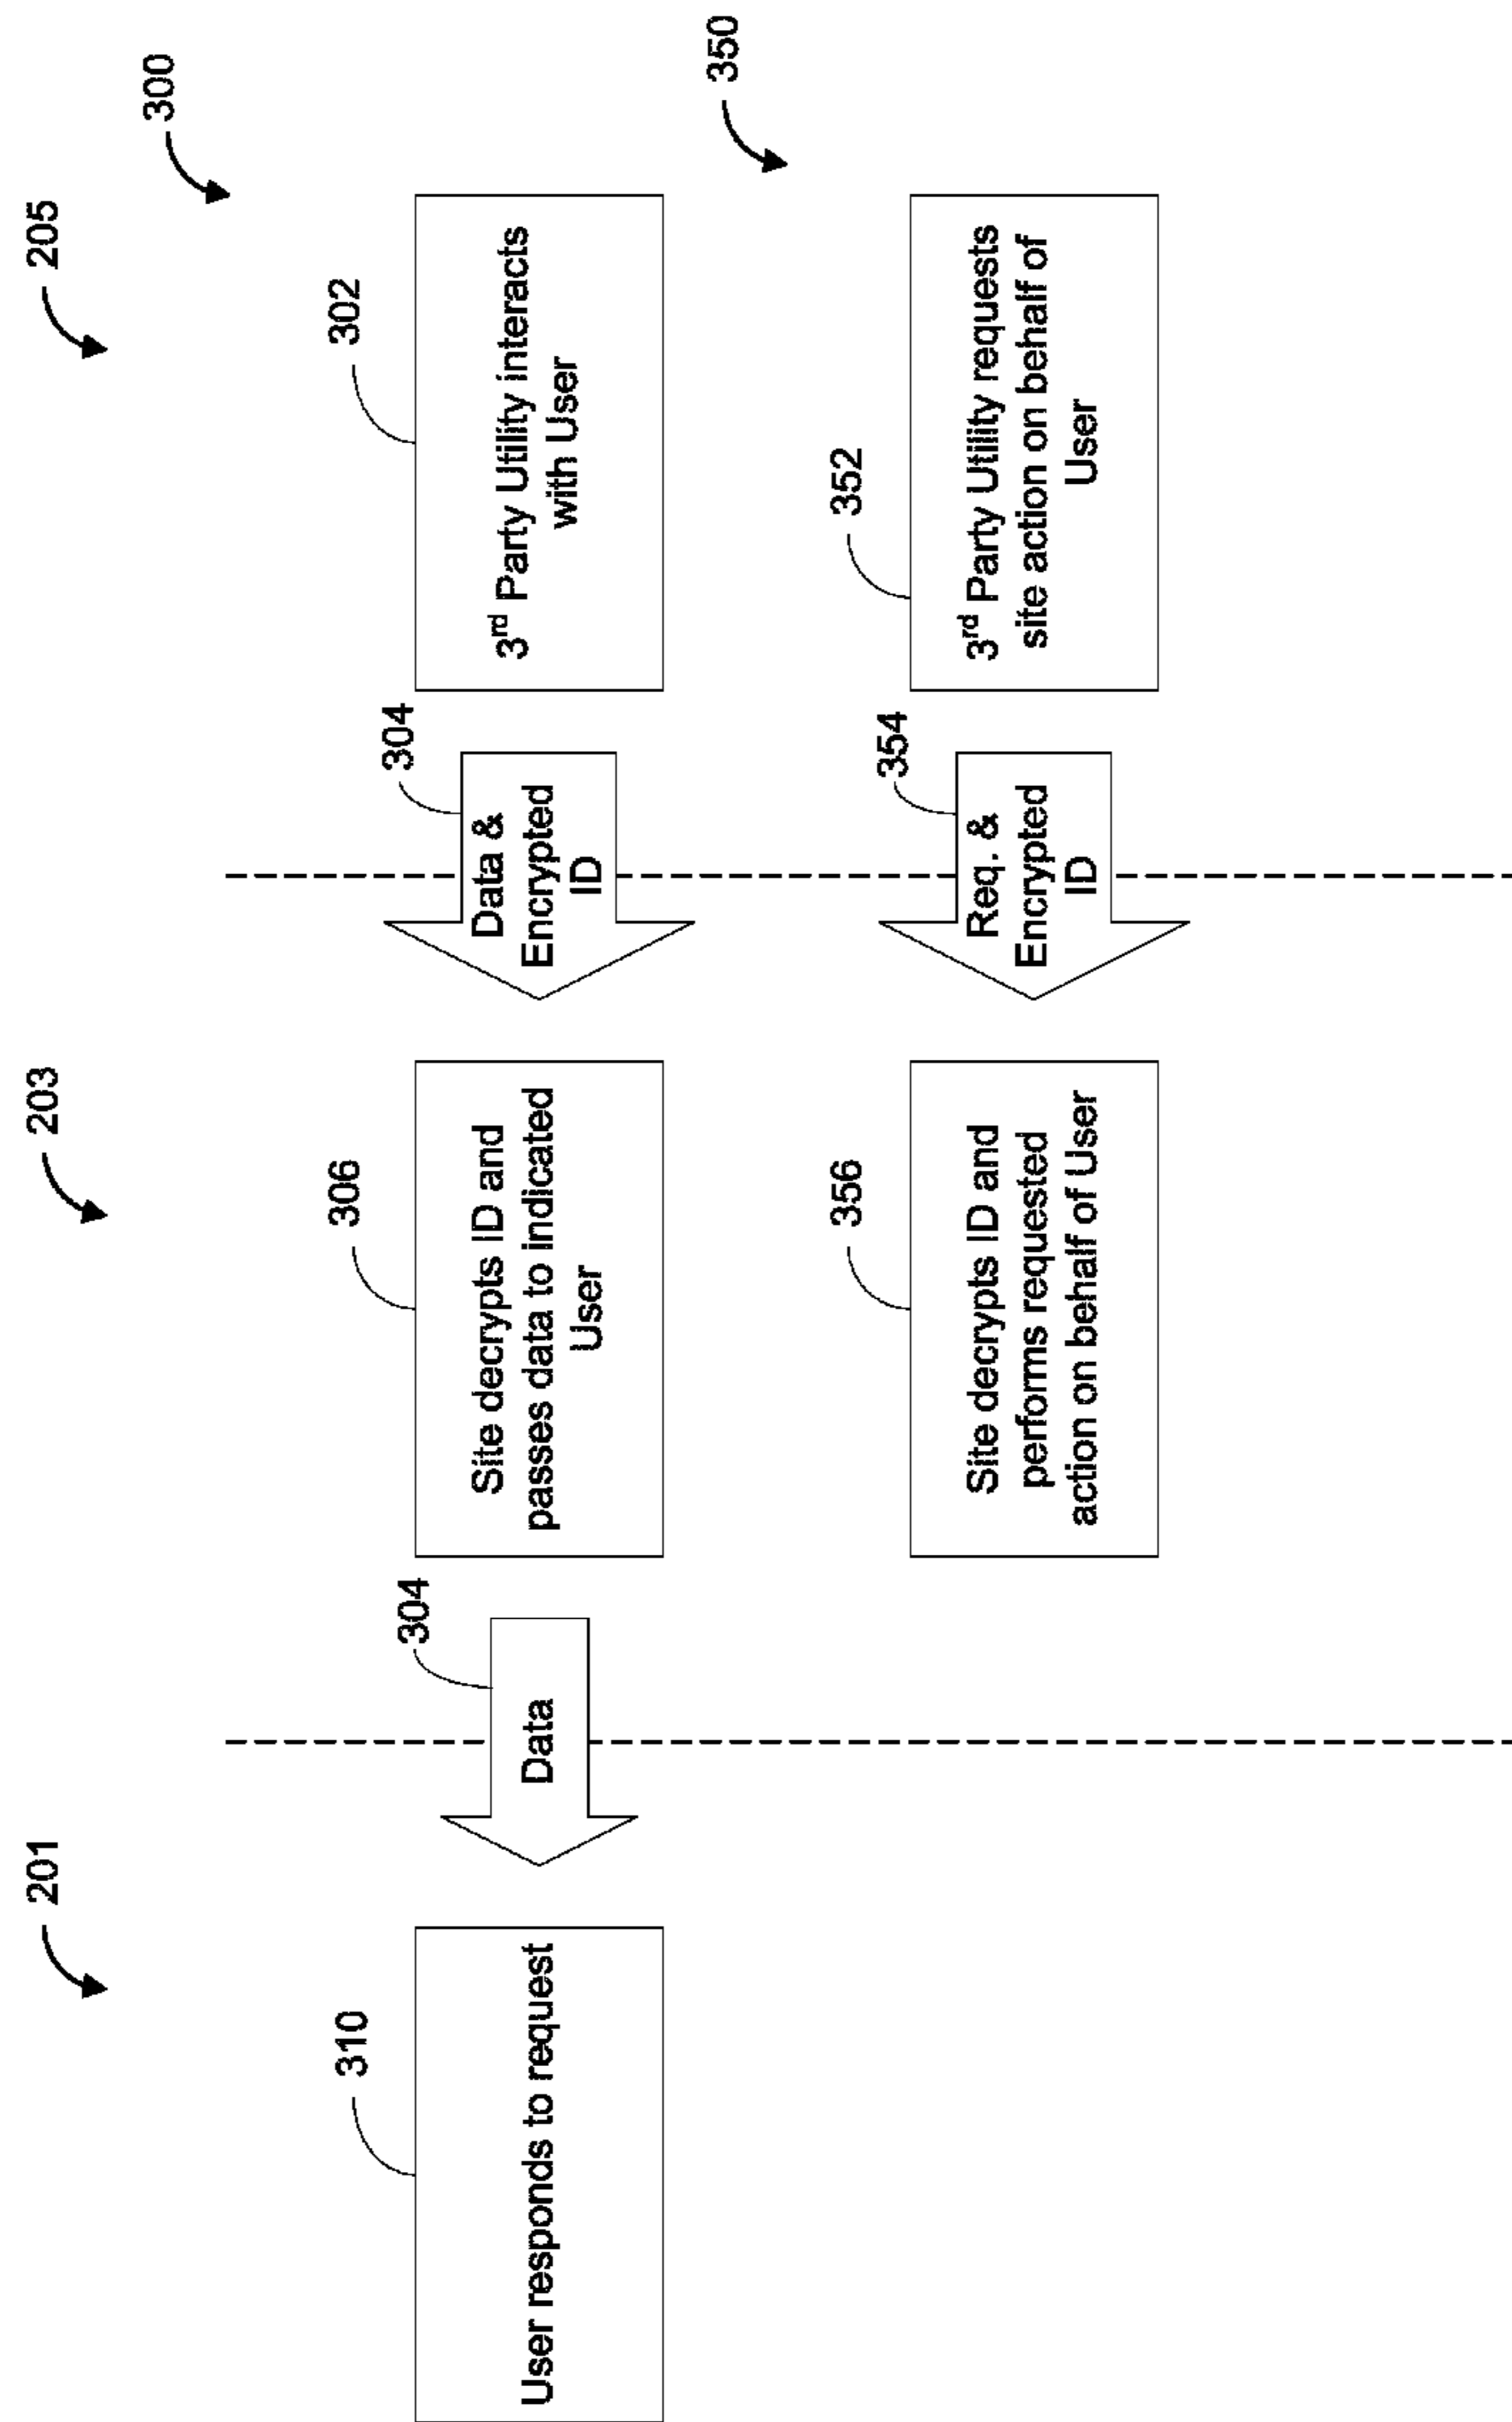 201
203
205
300
310
306
302
304
304
User responds to request
Data
Site decrypts ID and
passes data to indicated
User
Data &
Encrypted
ID
3rd Party Utility interacts
with User
350
356
354
352
Site decrypts ID and
performs requested
action on behalf of User
Req. &
Encrypted
ID
3rd Party Utility requests
site action on behalf of
User